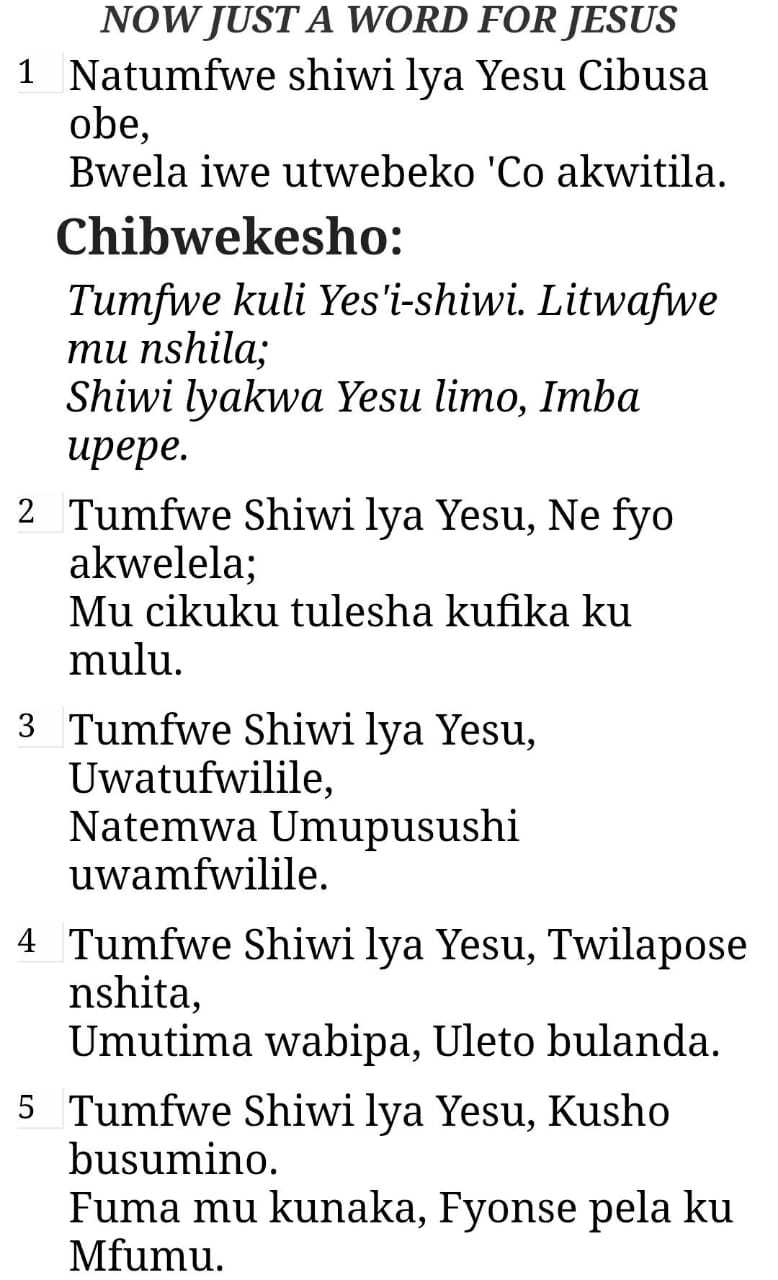 NOW JUST A WORD FOR JESUS
1 Natumfwe shiwi lya Yesu Cibusa
obe,
Bwela iwe utwebeko 'Co akwitila.
Chibwekesho:
Tumfwe kuli Yes'i-shiwi. Litwafwe
mu nshila;
Shiwi lyakwa Yesu limo, Imba
upepe.
2 Tumfwe Shiwi lya Yesu, Ne fyo
akwelela;
Mu cikuku tulesha kufika ku
mulu.
3 Tumfwe Shiwi lya Yesu,
Uwatufwilile,
Natemwa Umupusushi
uwamfwilile.
4 Tumfwe Shiwi lya Yesu, Twilapose
nshita,
Umutima wabipa, Uleto bulanda.
5 Tumfwe Shiwi lya Yesu, Kusho
busumino.
Fuma mu kunaka, Fyonse pela ku
Mfumu.